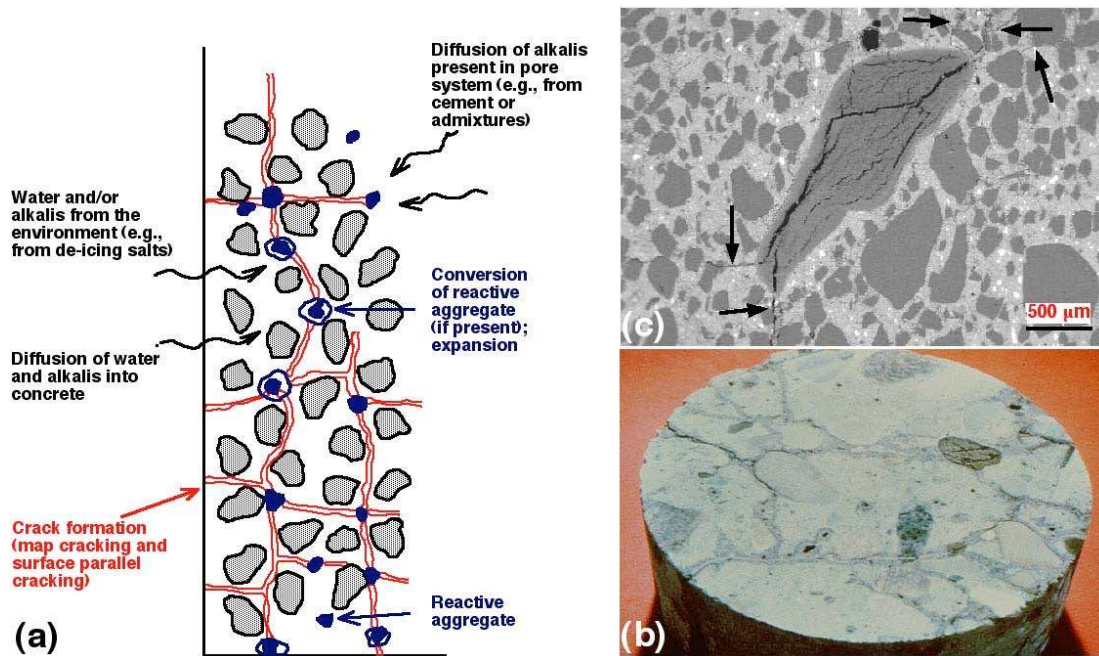 Diffusion of alkalis
present in pore
system (e.g., from
cement or
admixtures)
Water and/or
alkalis from the
environment (e.g.,
from de-icing salts)
Conversion
of reactive
aggregate
(if present);
expansion
Diffusion of water
and alkalis into
concrete
Crack formation
(map cracking and
surface parallel
cracking)
Reactive
aggregate
(a)
(c)
500 µm
(b)